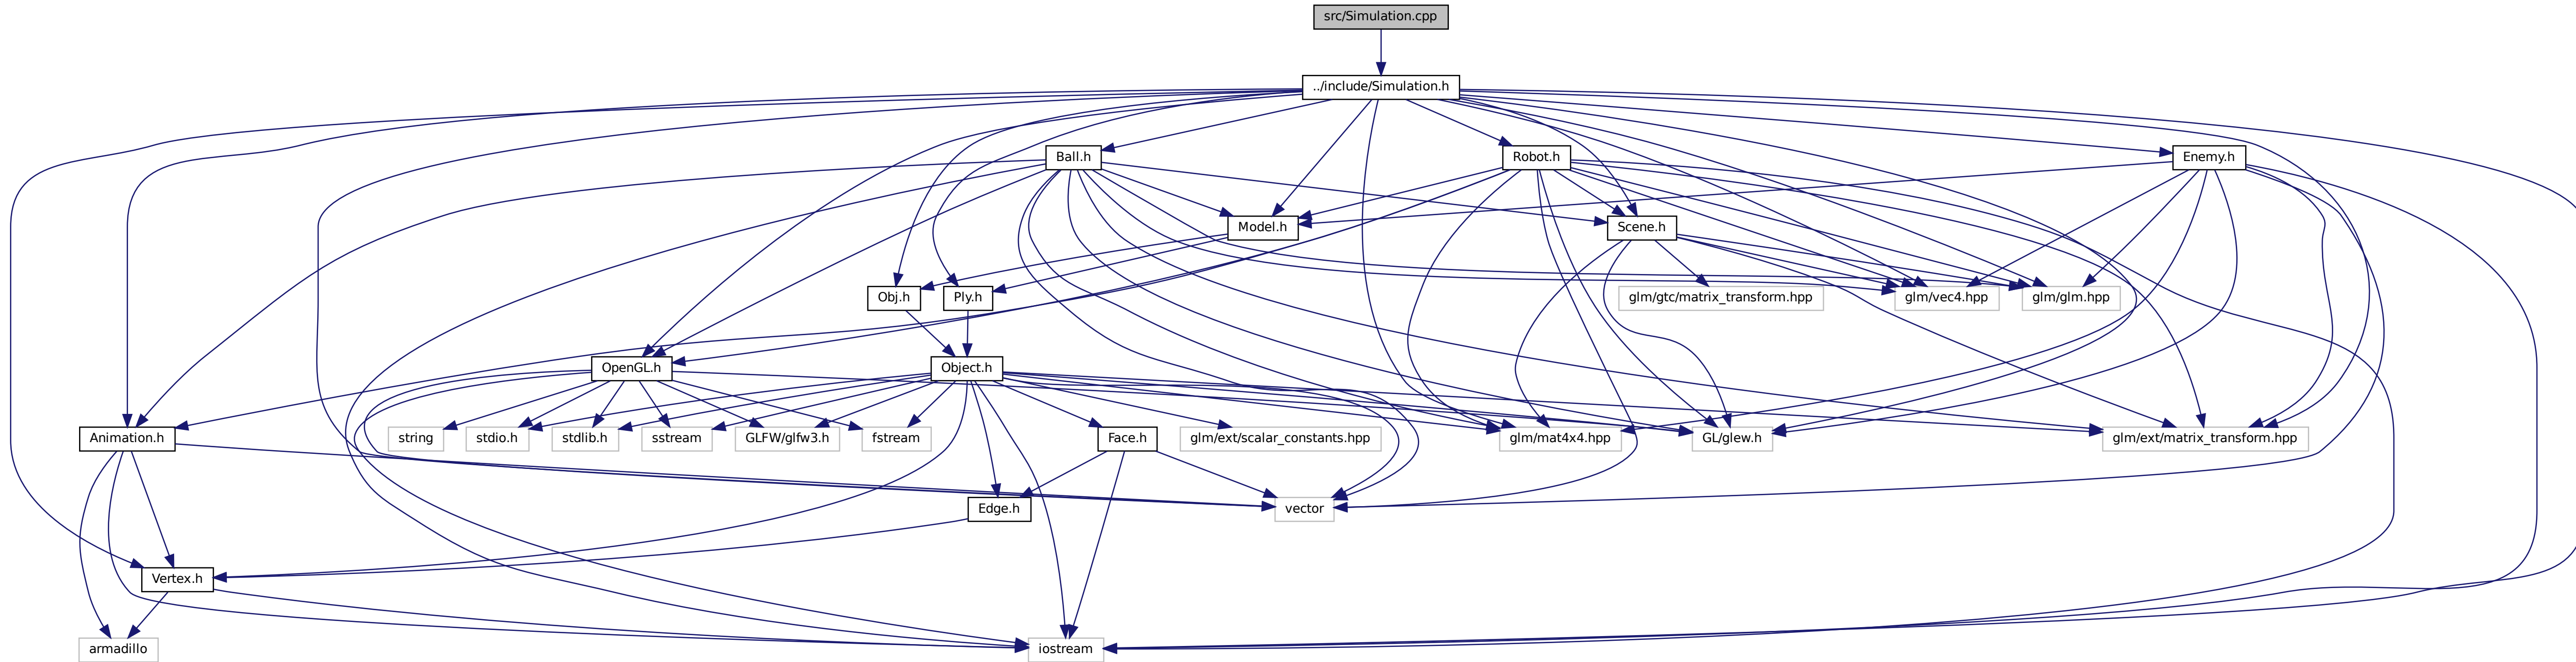 src/Simulation.cpp
../include/Simulation.h
Ball.h
Robot.h
Enemy.h
Model.h
Scene.h
Obj.h
Ply.h
glm/gtc/matrix_transform.hpp
glm/vec4.hpp
glm/glm.hpp
OpenGL.h
Object.h
Animation.h
string
stdio.h
stdlib.h
sstream
GLFW/glfw3.h
fstream
Face.h
glm/ext/scalar_constants.hpp
glm/mat4x4.hpp
GL/glew.h
glm/ext/matrix_transform.hpp
Edge.h
vector
Vertex.h
armadillo
iostream